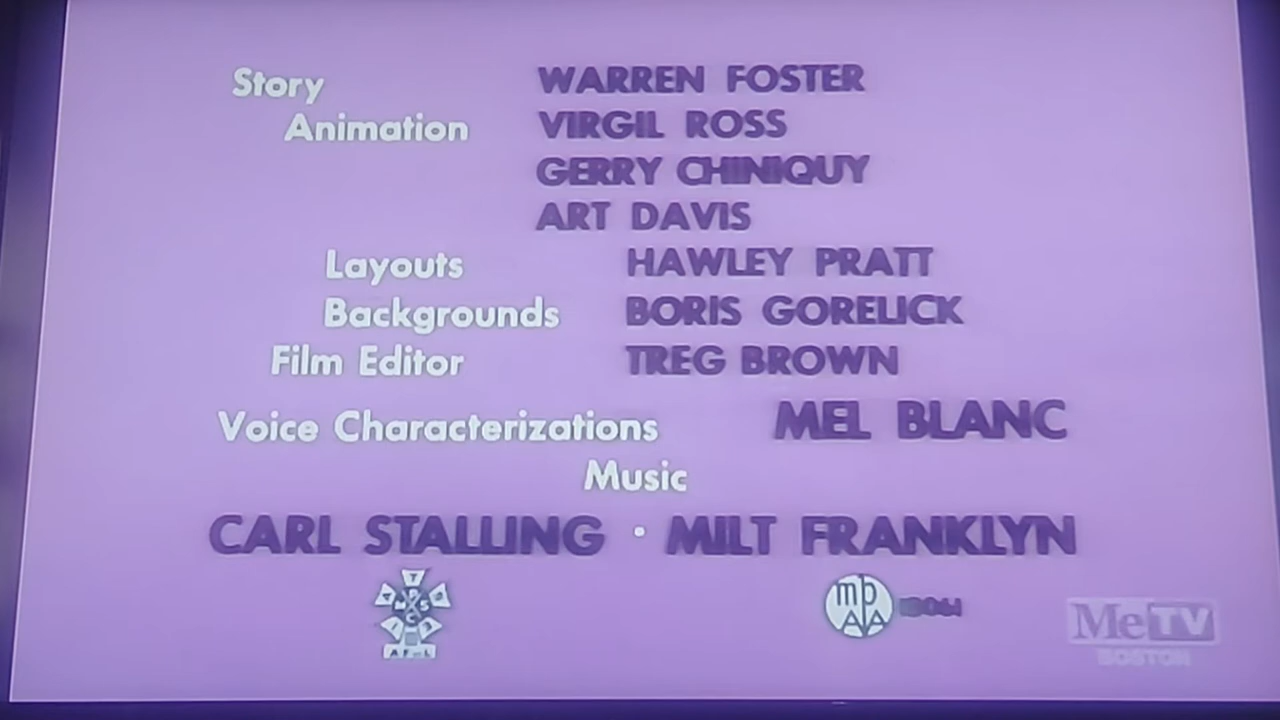 Story WARREN FOSTER
Animation VIRGIL ROSS
GERRY CHINIQUY
ART DAVIS
Layouts HAWLEY PRATT
Backgrounds BORIS GORELICK
Film Editor TREG BROWN
Voice Characterizations MEL BLANC
Music
CARL STALLING · MILT FRANKLYN
MPAA
MeTV
BOSTON